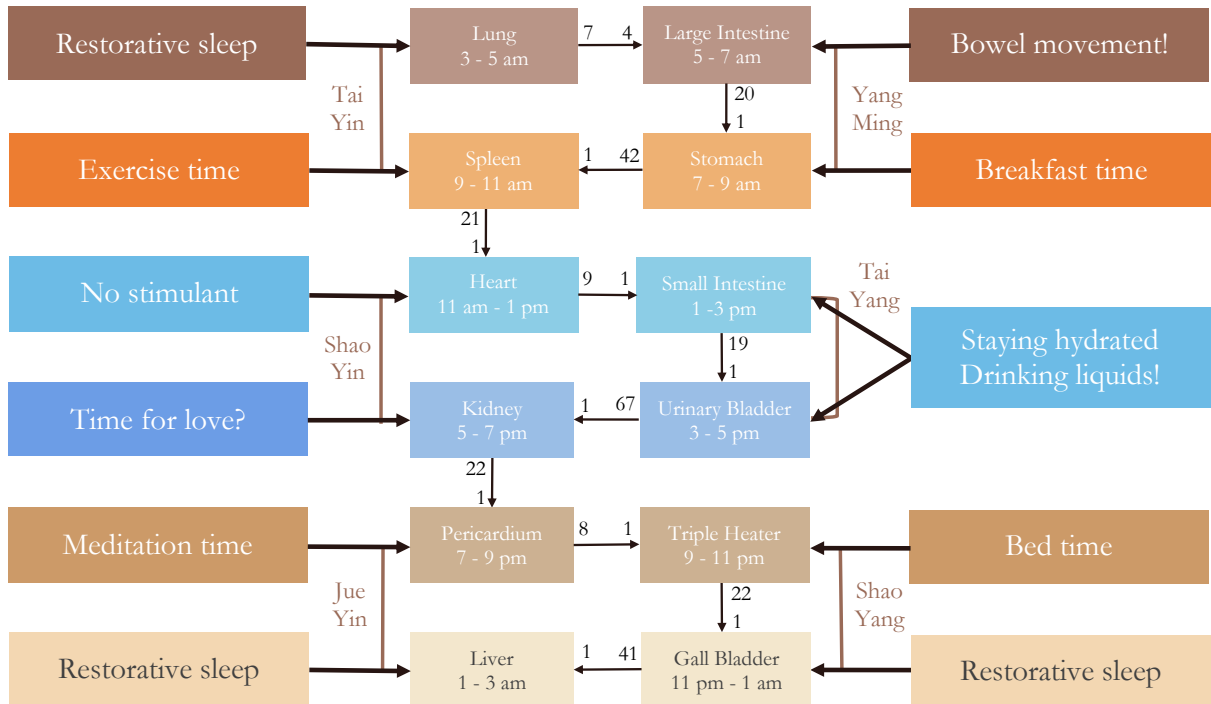 Restorative sleep
Lung
3 - 5 am
7 4
Large Intestine
5 - 7 am
Bowel movement!
Tai
Yin
20
1
Yang
Ming
Exercise time
Spleen
9 - 11 am
1 42
Stomach
7 - 9 am
Breakfast time
21
1
No stimulant
Heart
11 am - 1 pm
9 1
Small Intestine
1 -3 pm
Tai
Yang
Shao
Yin
19
1
Staying hydrated
Drinking liquids!
Time for love?
Kidney
5 - 7 pm
1 67
Urinary Bladder
3 - 5 pm
22
1
Meditation time
Pericardium
7 - 9 pm
8 1
Triple Heater
9 - 11 pm
Bed time
Jue
Yin
22
1
Shao
Yang
Restorative sleep
Liver
1 - 3 am
1 41
Gall Bladder
11 pm - 1 am
Restorative sleep